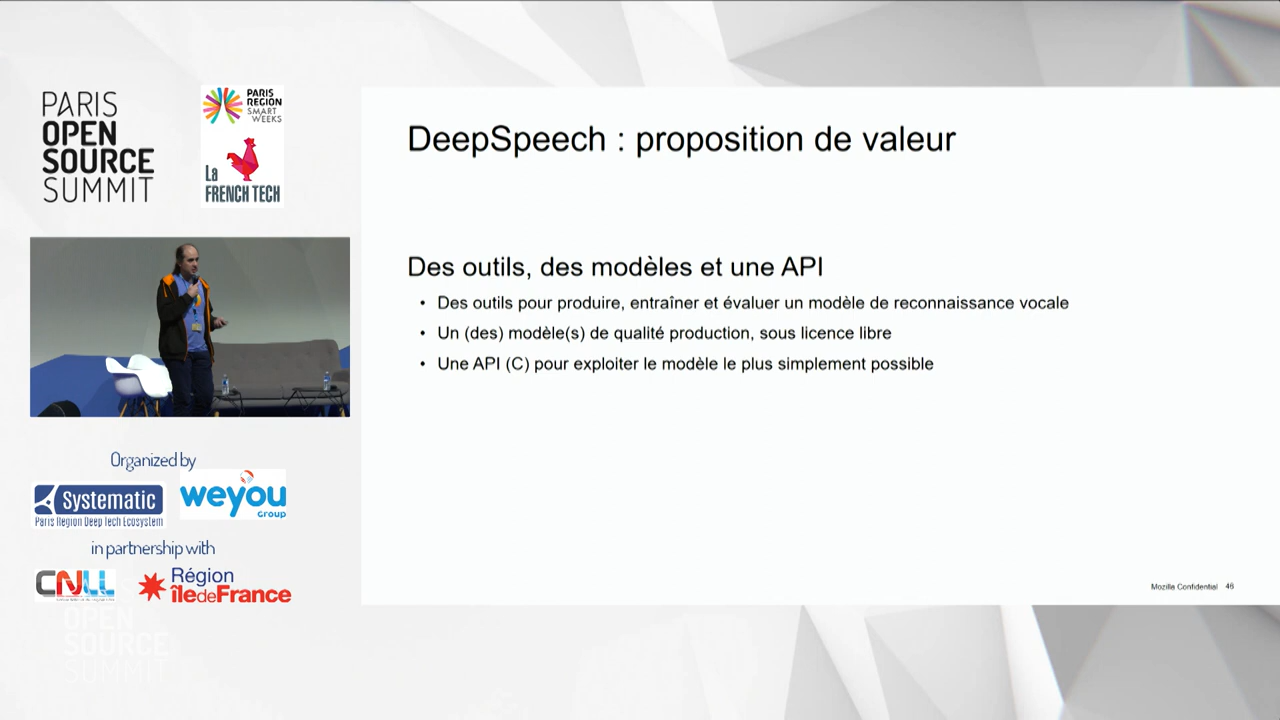 PARIS
OPEN
SOURCE
SUMMIT
PARIS
REGION
SMART
WEEKS
La
FRENCH TECH
DeepSpeech : proposition de valeur
Des outils, des modèles et une API
• Des outils pour produire, entraîner et évaluer un modèle de reconnaissance vocale
• Un (des) modèle(s) de qualité production, sous licence libre
• Une API (C) pour exploiter le modèle le plus simplement possible
Mozilla Confidential 46
Organized by
Systematic
Paris Region Deep Tech Ecosystem
weyou
Group
in partnership with
CNLL
Région
îledeFrance
OPEN
SOURCE
SUMMIT